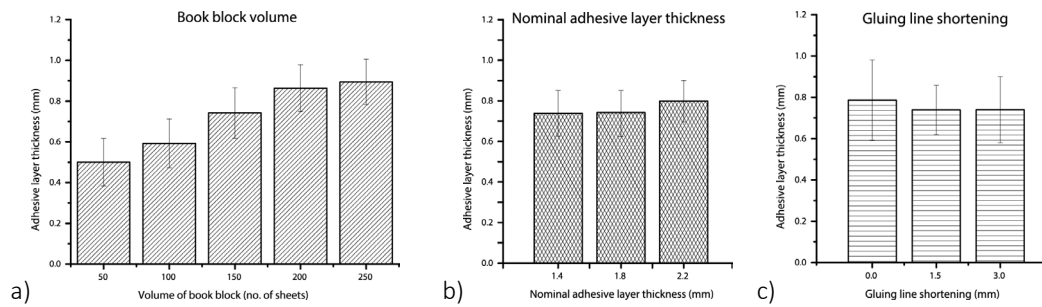 Book block volume
Adhesive layer thickness (mm)
1.2
1.0
0.8
0.6
0.4
0.2
0.0
50
100
150
200
250
Volume of book block (no. of sheets)
a)
Nominal adhesive layer thickness
Adhesive layer thickness (mm)
1.2
1.0
0.8
0.6
0.4
0.2
0.0
1.4
1.8
2.2
Nominal adhesive layer thickness (mm)
b)
Gluing line shortening
Adhesive layer thickness (mm)
1.2
1.0
0.8
0.6
0.4
0.2
0.0
0.0
1.5
3.0
Gluing line shortening (mm)
c)